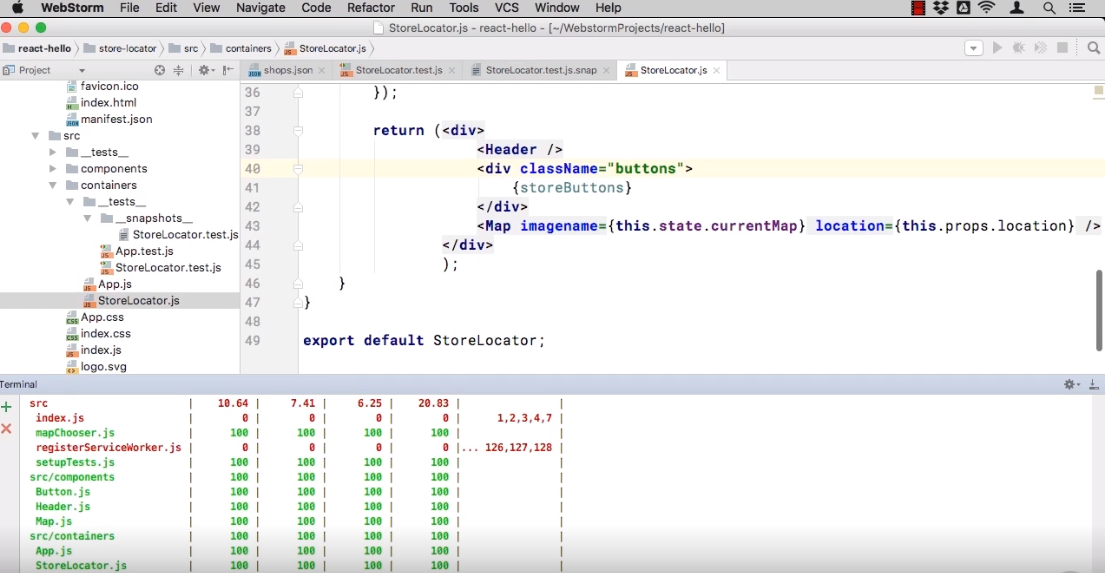 WebStorm File Edit View Navigate Code Refactor Run Tools VCS Window Help
StoreLocator.js - react-hello - [~/WebstormProjects/react-hello]
react-hello store-locator src containers StoreLocator.js
Project shops.json StoreLocator.test.js StoreLocator.test.js.snap StoreLocator.js
favicon.ico
index.html
manifest.json
src
__tests__
components
containers
__tests__
__snapshots__
StoreLocator.test.js
App.test.js
StoreLocator.test.js
App.js
StoreLocator.js
App.css
index.css
index.js
logo.svg
36 });
37
38 return (<div>
39 <Header />
40 <div className="buttons">
41 {storeButtons}
42 </div>
43 <Map imagename={this.state.currentMap} location={this.props.location} />
44 </div>
45 );
46 }
47 }
48
49 export default StoreLocator;
Terminal
src | 10.64 | 7.41 | 6.25 | 20.83 | |
index.js | 0 | 0 | 0 | 0 | 1,2,3,4,7 |
mapChooser.js | 100 | 100 | 100 | 100 | |
registerServiceWorker.js | 0 | 0 | 0 | 0 |... 126,127,128 |
setupTests.js | 100 | 100 | 100 | 100 | |
src/components | 100 | 100 | 100 | 100 | |
Button.js | 100 | 100 | 100 | 100 | |
Header.js | 100 | 100 | 100 | 100 | |
Map.js | 100 | 100 | 100 | 100 | |
src/containers | 100 | 100 | 100 | 100 | |
App.js | 100 | 100 | 100 | 100 | |
StoreLocator.js | 100 | 100 | 100 | 100 | |